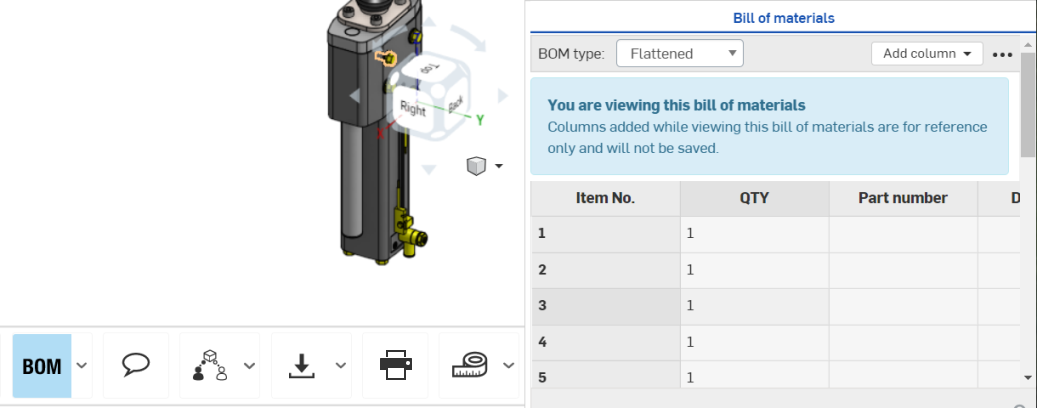 Bill of materials
BOM type: Flattened
Add column
You are viewing this bill of materials
Columns added while viewing this bill of materials are for reference
only and will not be saved.
Item No. QTY Part number D
1 1
2 1
3 1
4 1
5 1
Top
Right Back
Y
X
BOM